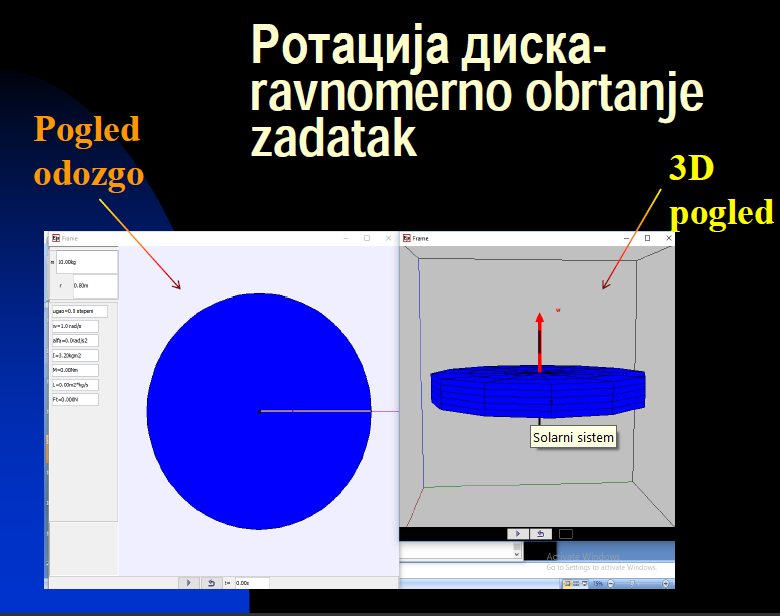 Ротација диска-
ravnomerno obrtanje
zadatak
Pogled
odozgo
3D
pogled
Frame
Frame
m 10.00kg
r 0.80m
ugao=0.0 stepeni
w=1.0 rad/s
alfa=0.0rad/s2
I=3.20kgm2
M=0.00Nm
L=0.00m2*kg/s
Ft=0.000N
w
Solarni sistem
t= 0.00s
Activate Windows
Go to Settings to activate Windows.